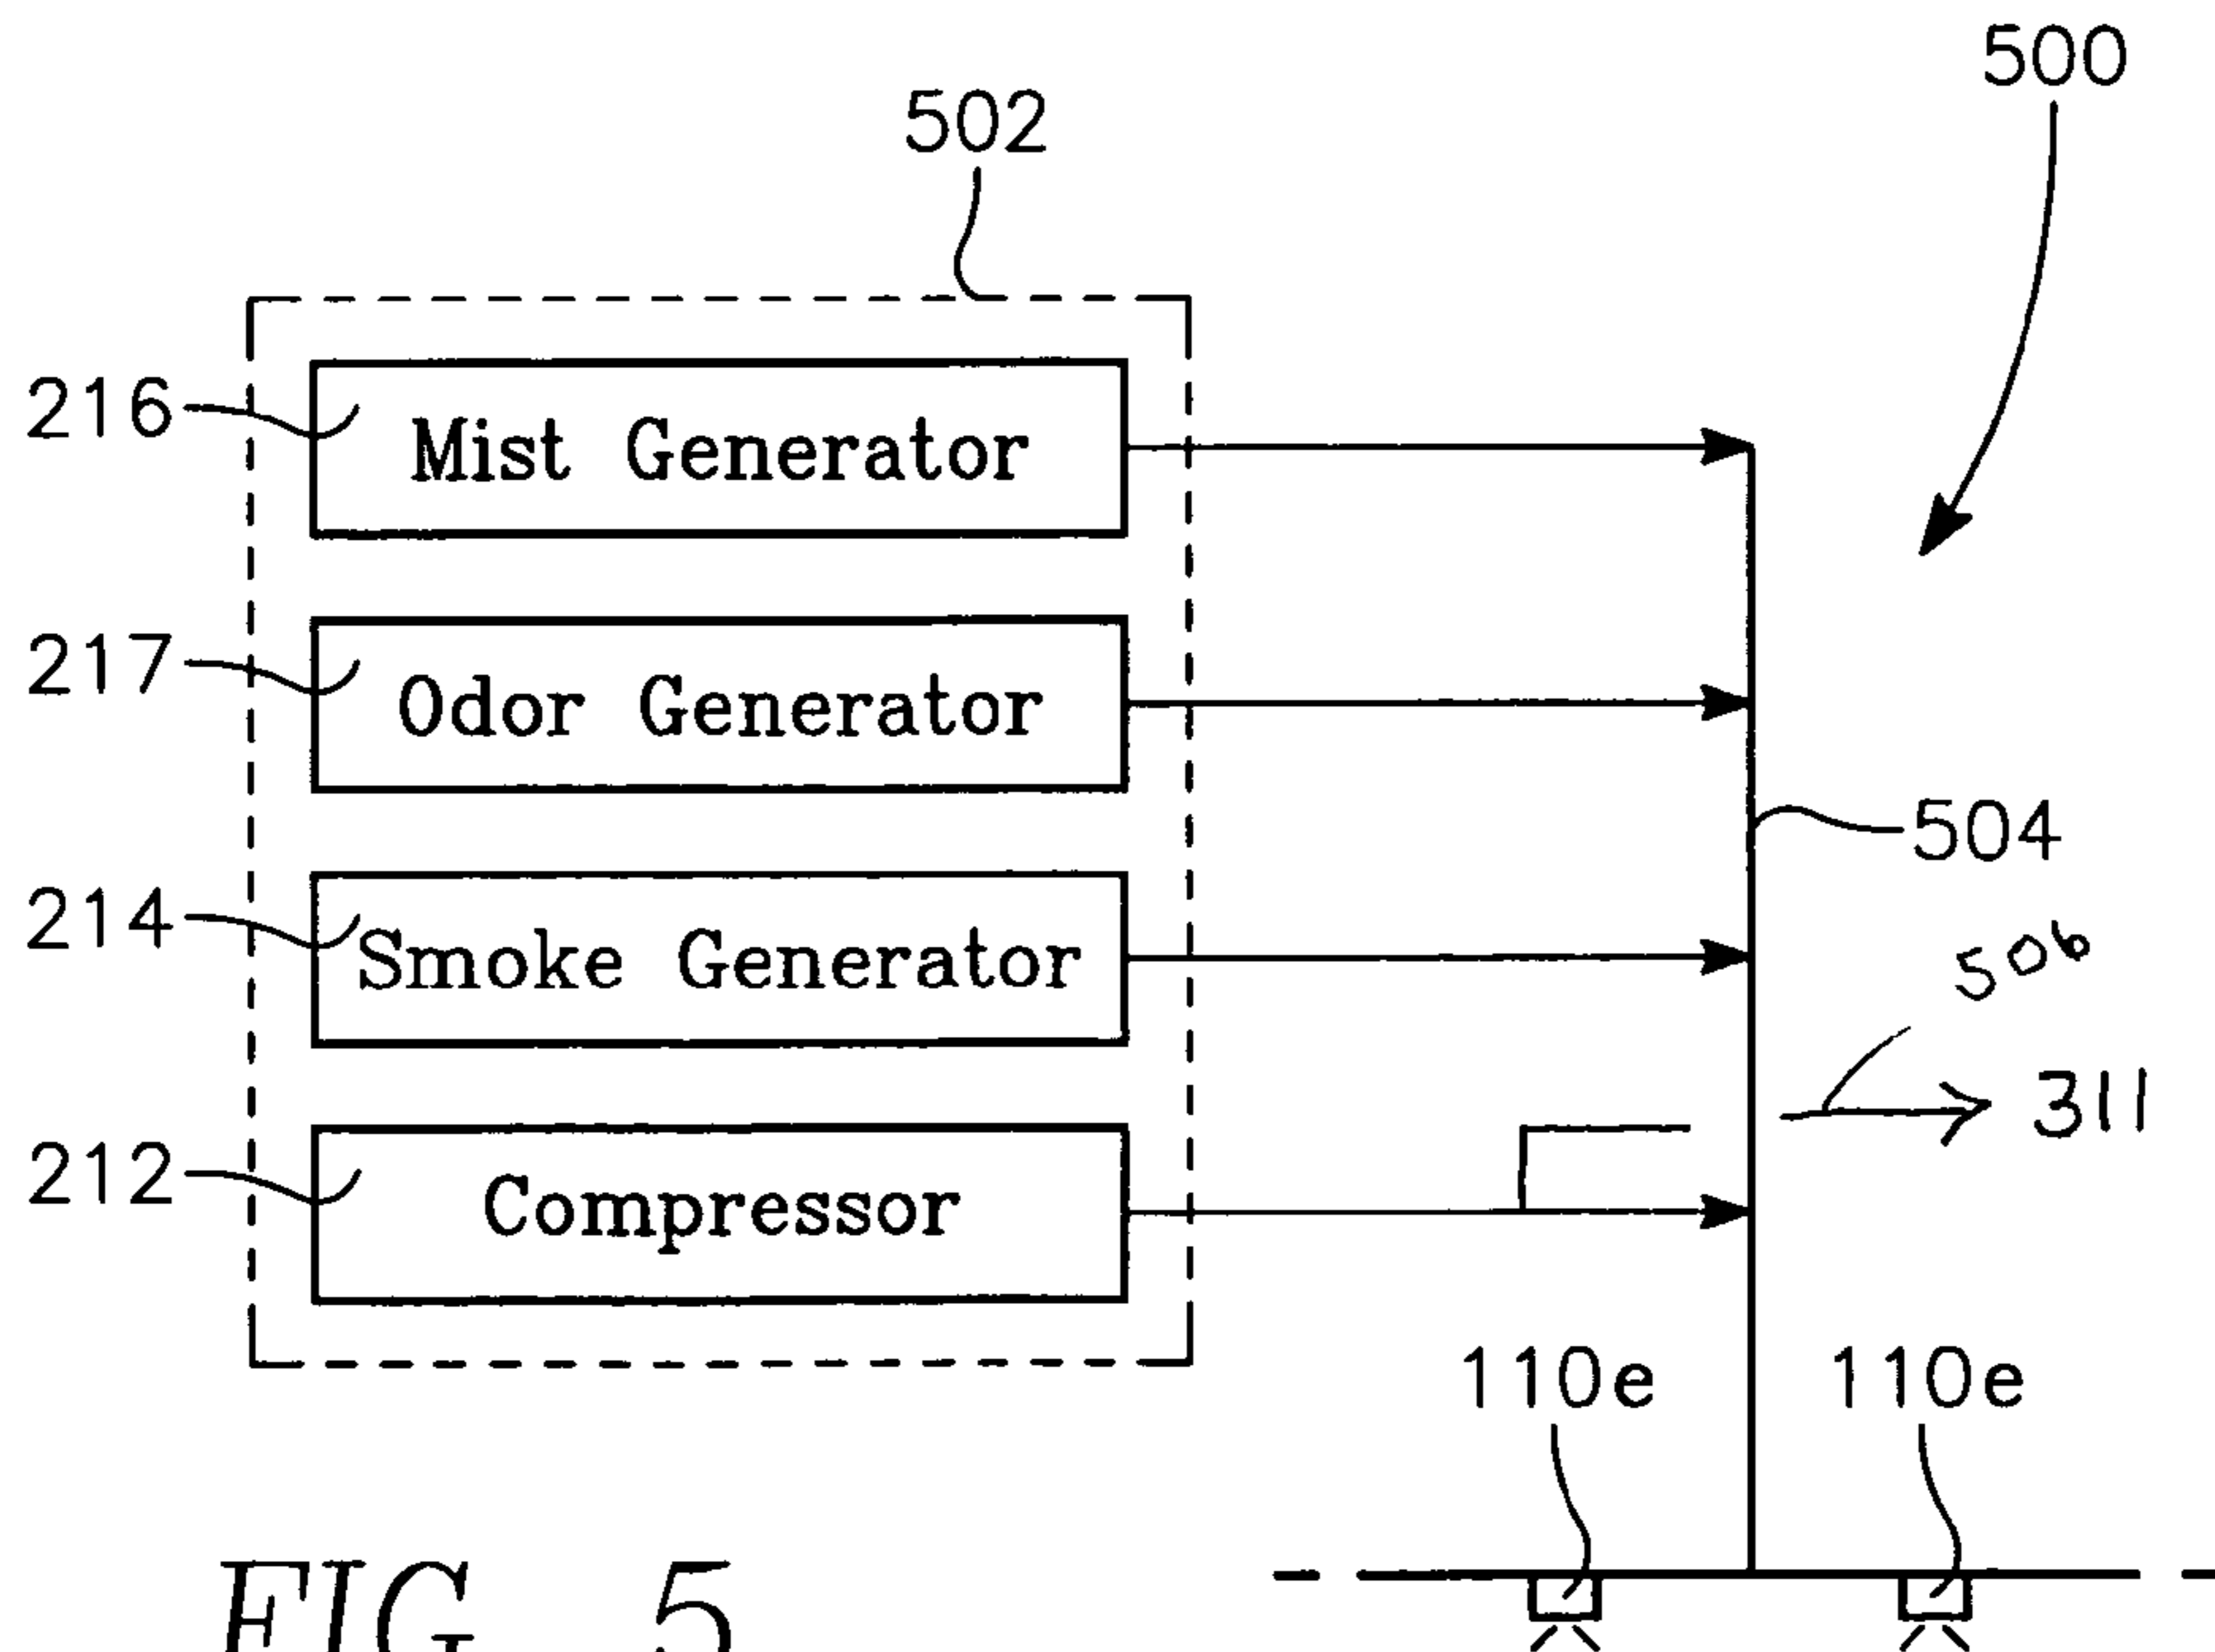 500
502
216
Mist Generator
217
Odor Generator
504
214
Smoke Generator
506
311
212
Compressor
110e
110e
FIG 5